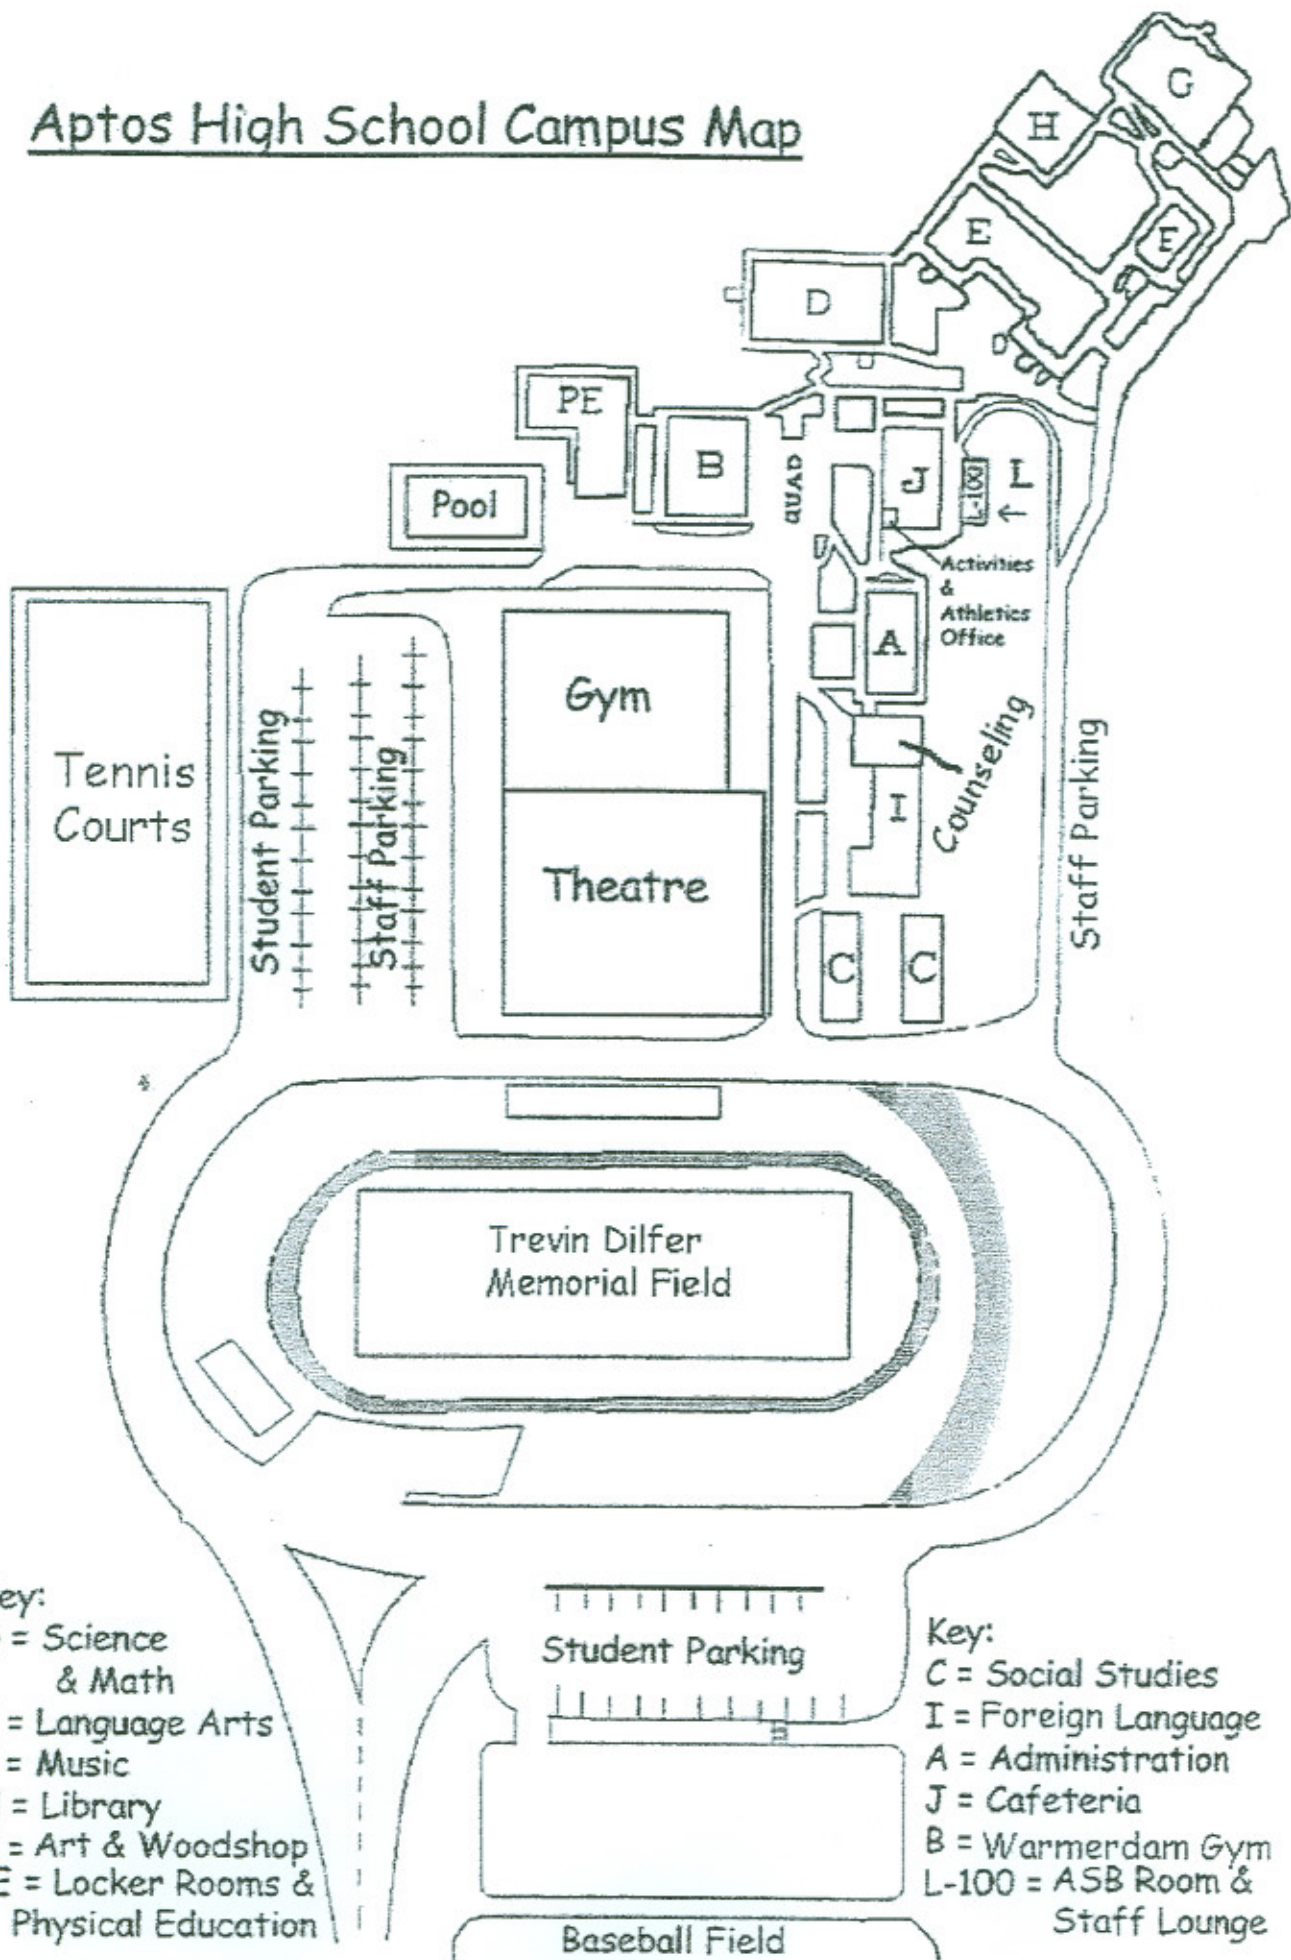 Aptos High School Campus Map
G
H
E
F
D
PE
B
QUAD
J
L-100
L
←
Pool
Activities
&
Athletics
Office
A
Gym
Counseling
Tennis
Courts
Student Parking
Staff Parking
I
Staff Parking
Theatre
C
C
Trevin Dilfer
Memorial Field
Student Parking
ey:
= Science
& Math
= Language Arts
= Music
= Library
= Art & Woodshop
E = Locker Rooms &
Physical Education
Key:
C = Social Studies
I = Foreign Language
A = Administration
J = Cafeteria
B = Warmerdam Gym
L-100 = ASB Room &
Staff Lounge
Baseball Field